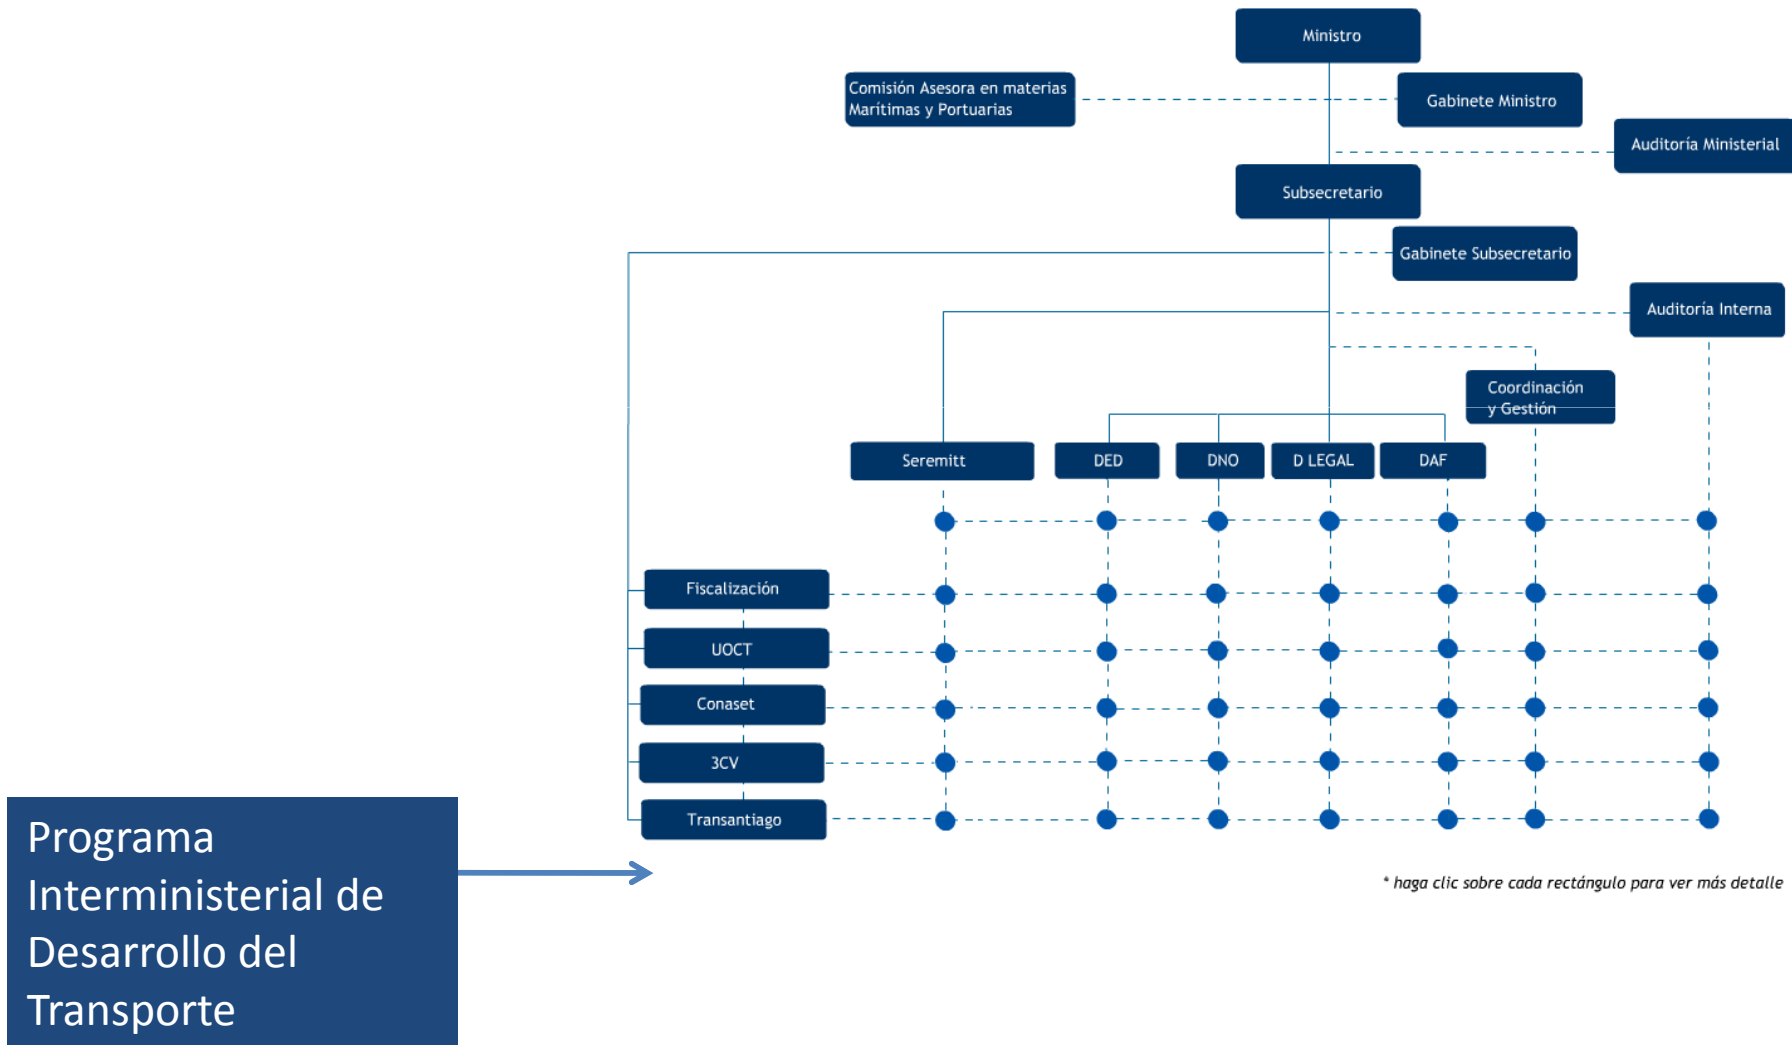 Ministro
Comisión Asesora en materias
Marítimas y Portuarias
Gabinete Ministro
Auditoría Ministerial
Subsecretario
Gabinete Subsecretario
Auditoría Interna
Coordinación
y Gestión
Seremitt
DED
DNO
D LEGAL
DAF
Fiscalización
UOCT
Conaset
3CV
Transantiago
Programa
Interministerial de
Desarrollo del
Transporte
* haga clic sobre cada rectángulo para ver más detalle